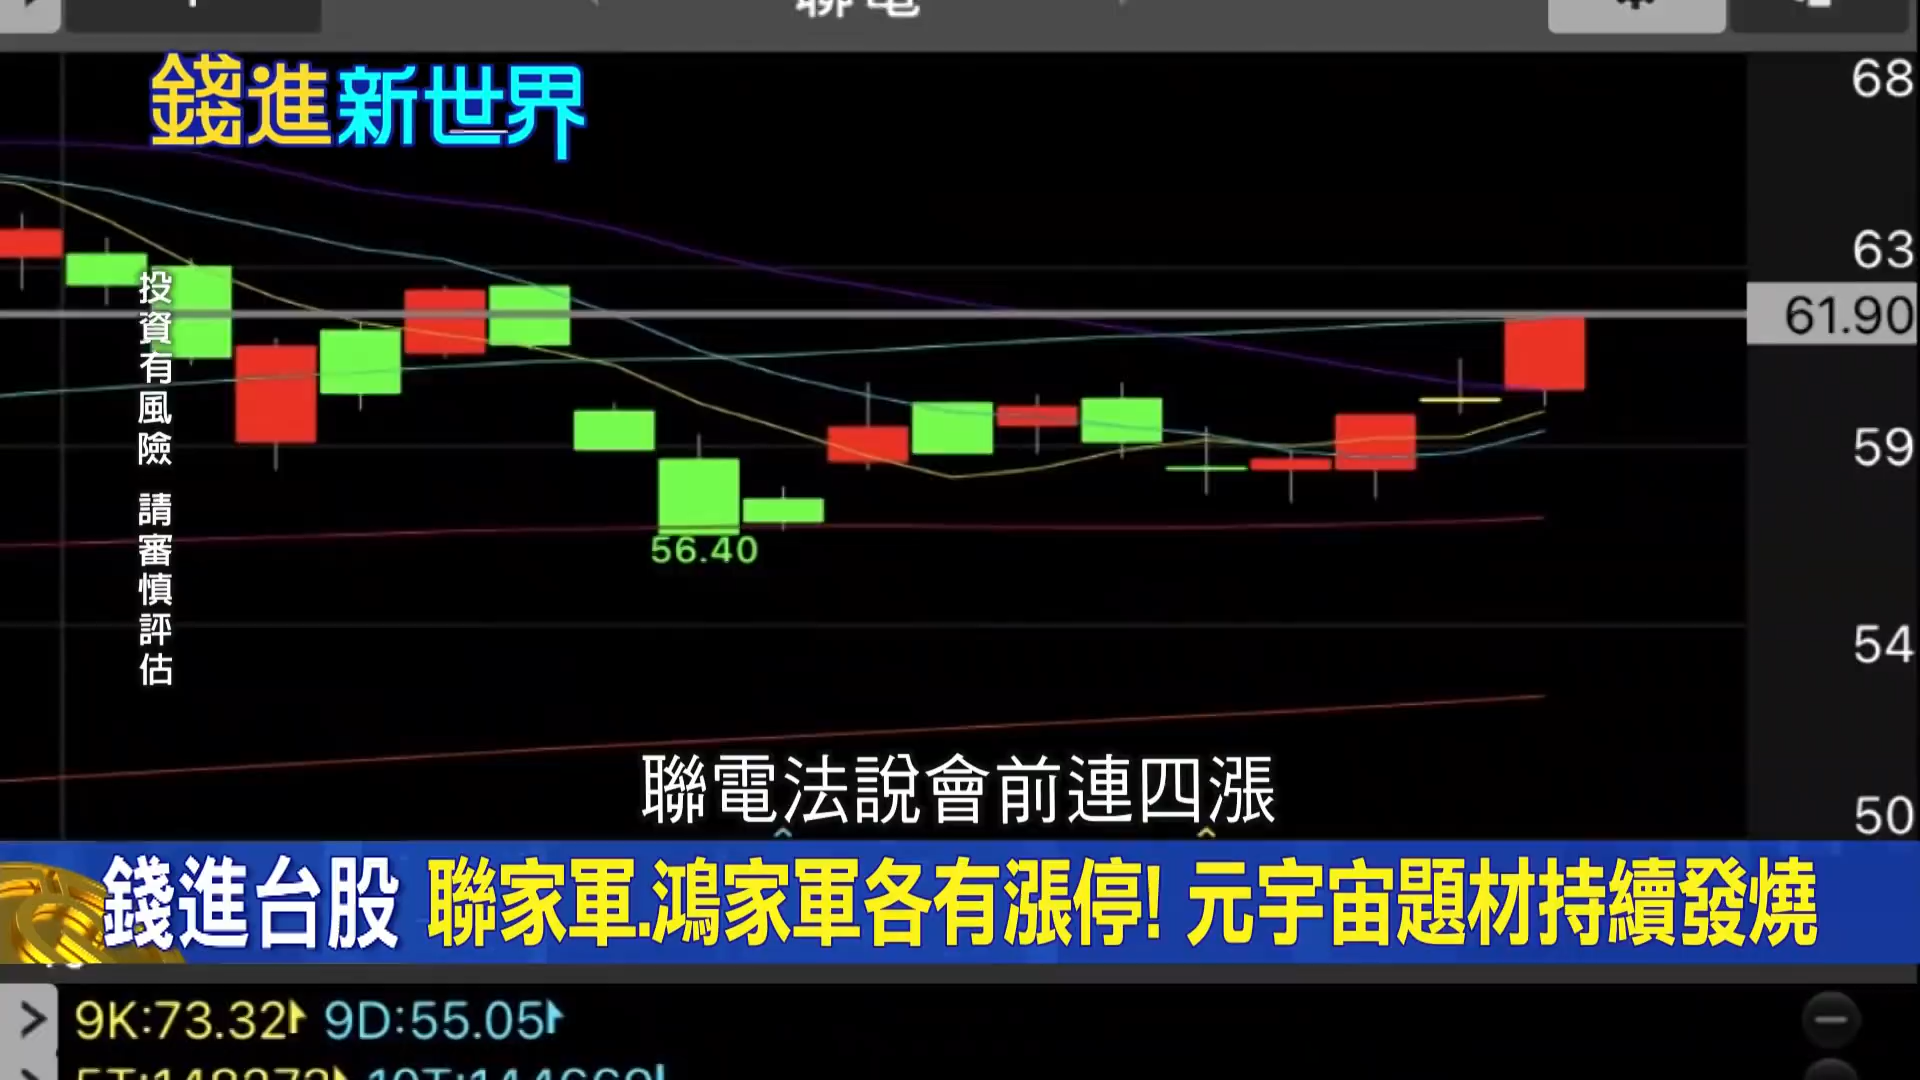 聯電
錢進新世界
68
63
61.90
59
56.40
54
50
投資有風險 請審慎評估
聯電法說會前連四漲
錢進台股 聯家軍.鴻家軍各有漲停! 元宇宙題材持續發燒
9K:73.32 9D:55.05